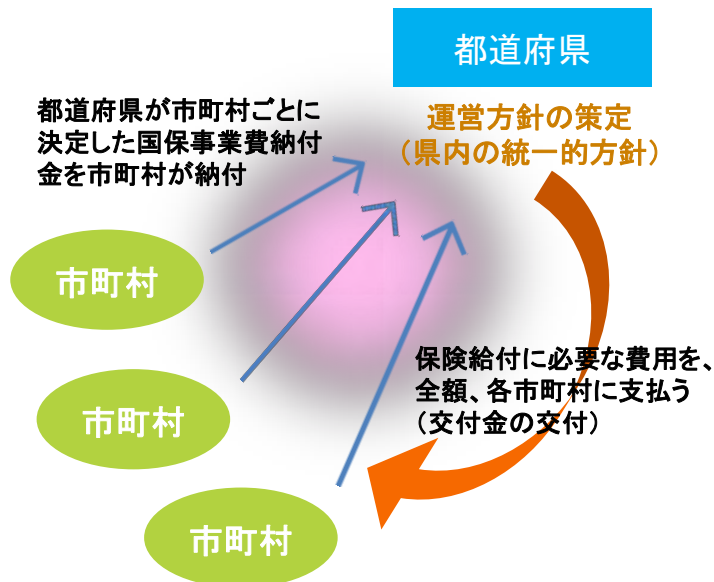 都道府県
運営方針の策定
（県内の統一的方針）
都道府県が市町村ごとに
決定した国保事業費納付
金を市町村が納付
市町村
市町村
市町村
保険給付に必要な費用を、
全額、各市町村に支払う
（交付金の交付）